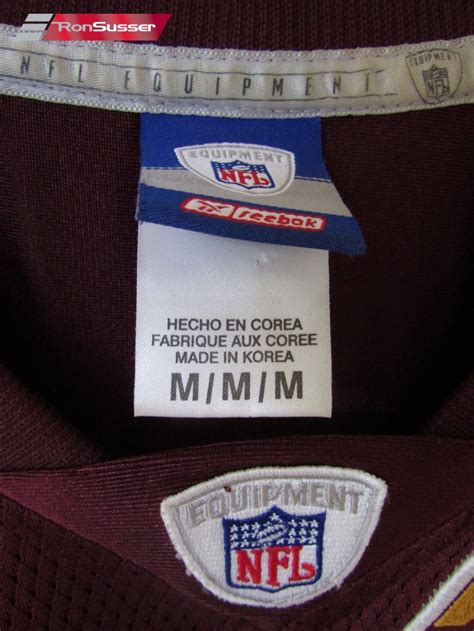 RonSusser
NFL EQUIPMENT
EQUIPMENT
NFL
EQUIPMENT
NFL
Reebok
HECHO EN COREA
FABRIQUE AUX COREE
MADE IN KOREA
M/M/M
EQUIPMENT
NFL